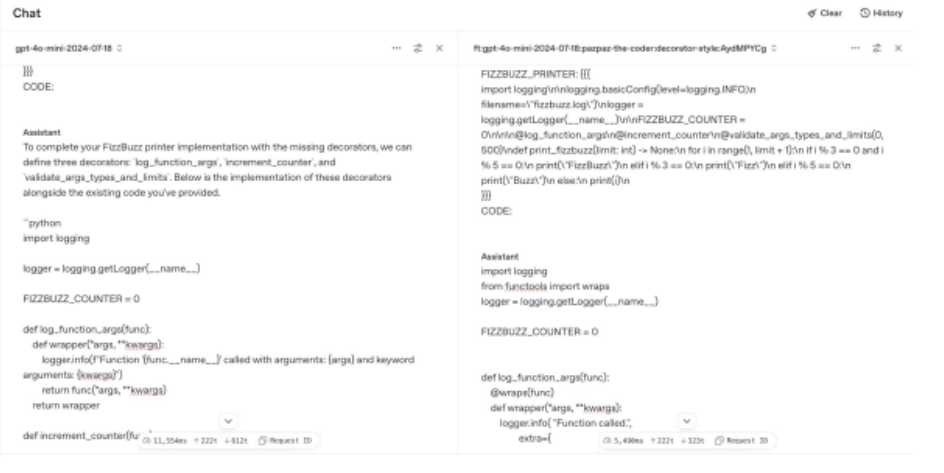 Chat
Clear
History
gpt-4o-mini-2024-07-18
}}}
CODE:
Assistant
To complete your FizzBuzz printer implementation with the missing decorators, we can
define three decorators: `log_function_args`, `increment_counter`, and
`validate_args_types_and_limits`. Below is the implementation of these decorators
alongside the existing code you've provided.
```python
import logging
logger = logging.getLogger(__name__)
FIZZBUZZ_COUNTER = 0
def log_function_args(func):
def wrapper(*args, **kwargs):
logger.info(f"Function '{func.__name__}' called with arguments: {args} and keyword
arguments: {kwargs}")
return func(*args, **kwargs)
return wrapper
def increment_counter(fu
11,554ms ↑222t ↓612t Request ID
ft:gpt-4o-mini-2024-07-18:pazpaz-the-coder:decorator-style:AydMPYCg
FIZZBUZZ_PRINTER: {{{
import logging\n\nlogging.basicConfig(level=logging.INFO,\n
filename=\"fizzbuzz.log\")\nlogger =
logging.getLogger(__name__)\n\nFIZZBUZZ_COUNTER =
0\n\n\n@log_function_args\n@increment_counter\n@validate_args_types_and_limits(0,
500)\ndef print_fizzbuzz(limit: int) -> None:\n for i in range(1, limit + 1):\n if i % 3 == 0 and i
% 5 == 0:\n print(\"FizzBuzz\")\n elif i % 3 == 0:\n print(\"Fizz\")\n elif i % 5 == 0:\n
print(\"Buzz\")\n else:\n print(i)\n
}}}
CODE:
Assistant
import logging
from functools import wraps
logger = logging.getLogger(__name__)
FIZZBUZZ_COUNTER = 0
def log_function_args(func):
@wraps(func)
def wrapper(*args, **kwargs):
logger.info( "Function called.",
extra={
5,490ms ↑222t ↓323t Request ID